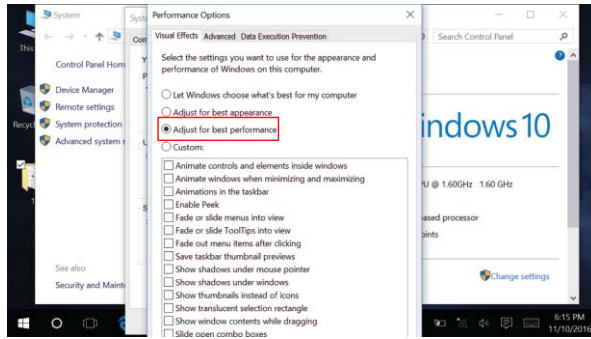 System
Performance Options
Visual Effects Advanced Data Execution Prevention
Search Control Panel
Select the settings you want to use for the appearance and
performance of Windows on this computer.
Control Panel Hom
Let Windows choose what's best for my computer
Device Manager
Adjust for best appearance
Remote settings
Adjust for best performance
System protection
Custom:
Advanced system s
indows 10
Animate controls and elements inside windows
Animate windows when minimizing and maximizing
PU @ 1.60GHz 1.60 GHz
Animations in the taskbar
Enable Peek
Fade or slide menus into view
ased processor
Fade or slide ToolTips into view
oints
Fade out menu items after clicking
Save taskbar thumbnail previews
See also
Show shadows under mouse pointer
Change settings
Security and Maint
Show shadows under windows
Show thumbnails instead of icons
Show translucent selection rectangle
Show window contents while dragging
Slide open combo boxes
6:15 PM
11/10/2016